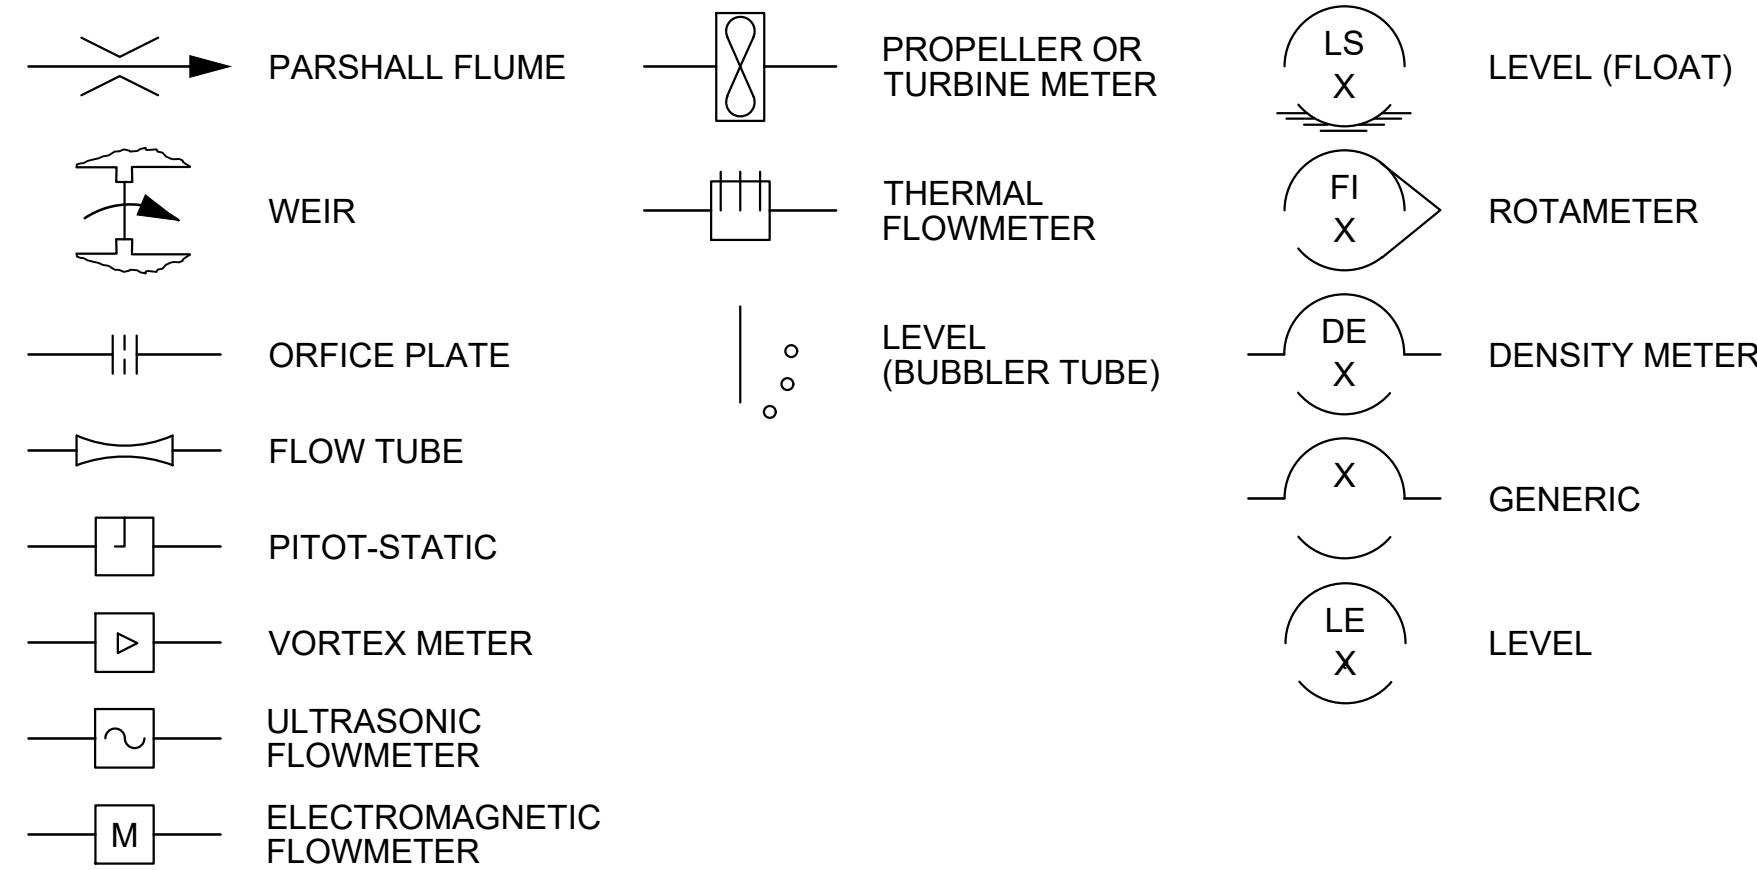 PARSHALL FLUME
WEIR
ORFICE PLATE
FLOW TUBE
PITOT-STATIC
VORTEX METER
ULTRASONIC
FLOWMETER
M
ELECTROMAGNETIC
FLOWMETER
PROPELLER OR
TURBINE METER
THERMAL
FLOWMETER
LEVEL
(BUBBLER TUBE)
LS
X
LEVEL (FLOAT)
FI
X
ROTAMETER
DE
X
DENSITY METER
X
GENERIC
LE
X
LEVEL